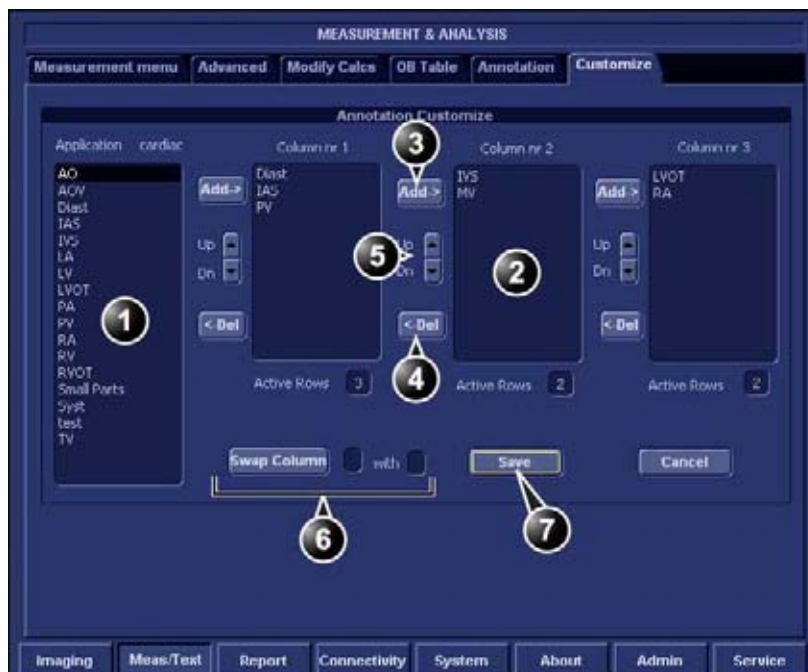 MEASUREMENT & ANALYSIS
Measurement menu Advanced Modify Calcs OB Table Annotation Customize
Annotation Customize
Application cardiac
AO
AOV
Diast
IAS
IVS
LA
LV
LVOT
PA
PV
RA
RV
RVOT
Small Parts
Syst
test
TV
1
Add->
Up
Dn
<-Del
Column nr 1
Diast
IAS
PV
Active Rows 3
3
Add->
Up
Dn
5
<-Del
4
Column nr 2
IVS
MV
2
Active Rows 2
Add->
Up
Dn
<-Del
Column nr 3
LVOT
RA
Active Rows 2
Swap Column with
6
Save
7
Cancel
Imaging Meas/Text Report Connectivity System About Admin Service